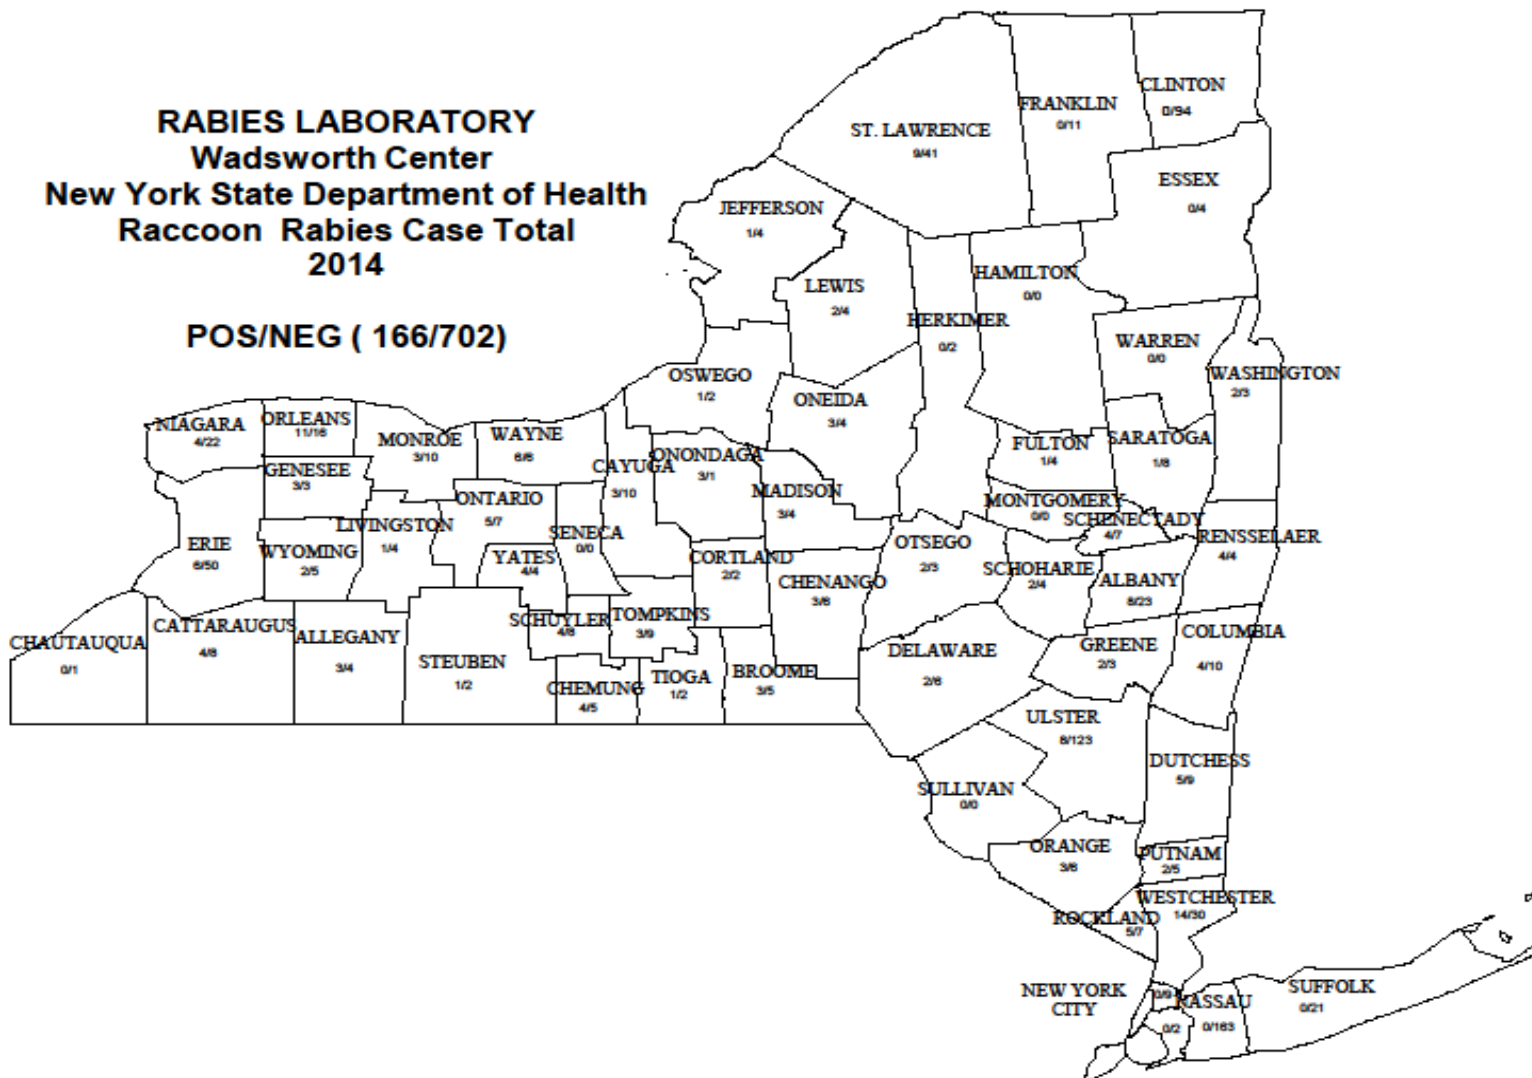 RABIES LABORATORY
Wadsworth Center
New York State Department of Health
Raccoon Rabies Case Total
2014
POS/NEG ( 166/702)
CLINTON
0/94
FRANKLIN
0/11
ST. LAWRENCE
9/41
ESSEX
0/4
JEFFERSON
1/4
LEWIS
2/4
HAMILTON
0/0
HERKIMER
0/2
WARREN
0/0
WASHINGTON
2/3
OSWEGO
1/2
ONEIDA
3/4
NIAGARA
4/22
ORLEANS
11/16
MONROE
3/10
WAYNE
6/6
CAYUGA
3/10
ONONDAGA
3/1
MADISON
3/4
FULTON
1/4
SARATOGA
1/8
GENESEE
3/3
ONTARIO
5/7
SENECA
0/0
MONTGOMERY
0/0
SCHENECTADY
4/7
RENSSELAER
4/4
ERIE
6/50
WYOMING
2/5
LIVINGSTON
1/4
YATES
4/4
CORTLAND
2/2
CHENANGO
3/6
OTSEGO
2/3
SCHOHARIE
2/4
ALBANY
8/23
CHAUTAUQUA
0/1
CATTARAUGUS
4/8
ALLEGANY
3/4
STEUBEN
1/2
SCHUYLER
4/8
TOMPKINS
3/9
CHEMUNG
4/5
TIOGA
1/2
BROOME
3/5
DELAWARE
2/6
GREENE
2/3
COLUMBIA
4/10
ULSTER
8/123
DUTCHESS
5/9
SULLIVAN
0/0
ORANGE
3/6
PUTNAM
2/5
WESTCHESTER
14/30
ROCKLAND
5/7
NEW YORK
CITY
0/9
0/2
NASSAU
0/163
SUFFOLK
0/21